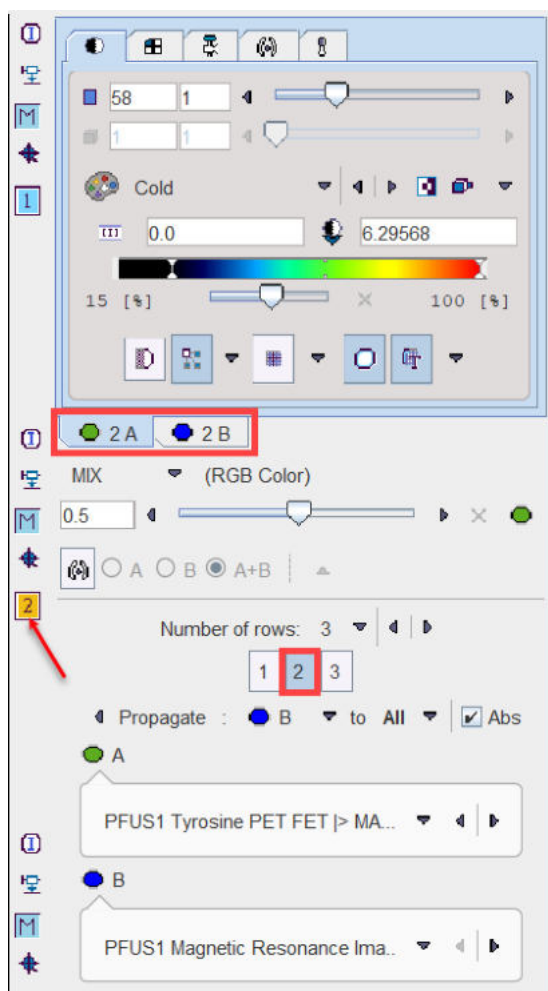 58 1
1 1
M
Cold
1
[I] 0.0 6.29568
15 [%] 100 [%]
2 A 2 B
MIX (RGB Color)
M 0.5
A B A+B
2
Number of rows: 3
1 2 3
Propagate : B to All Abs
A
PFUS1 Tyrosine PET FET |> MA...
B
M
PFUS1 Magnetic Resonance Ima..